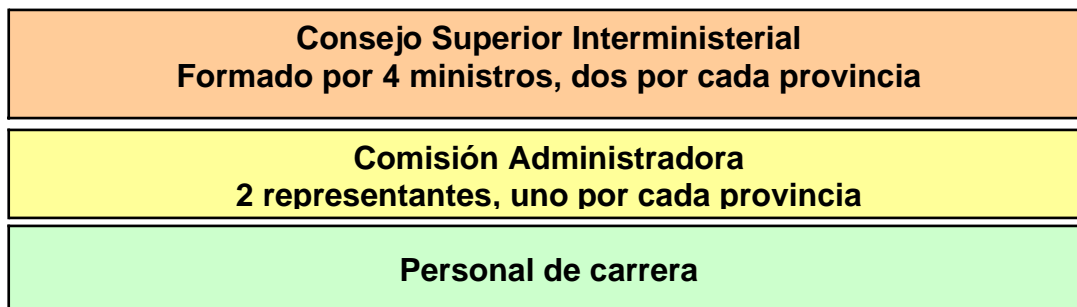 Consejo Superior Interministerial
Formado por 4 ministros, dos por cada provincia
Comisión Administradora
2 representantes, uno por cada provincia
Personal de carrera